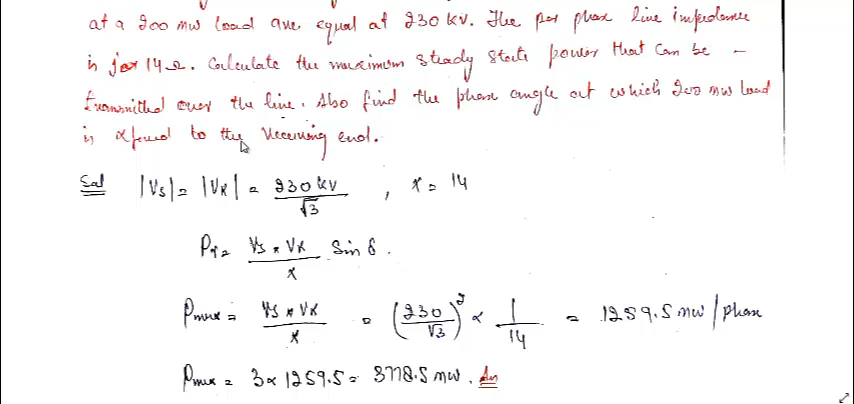 at a 200 mw load are equal at 230 kV. The per phase line impedance
is j 14 Ω. Calculate the maximum steady state power that can be -
transmitted over the line. Also find the phase angle at which 200 mw load
is xferred to the receiving end.
Sol |Vs| = |VR| = 230 kV / √3 , x = 14
Pr = Vs × VR / x Sin δ.
Pmax = Vs × VR / x = (230/√3)² × 1/14 = 1259.5 mw / phase
Pmax = 3 × 1259.5 = 3778.5 mw. Ans